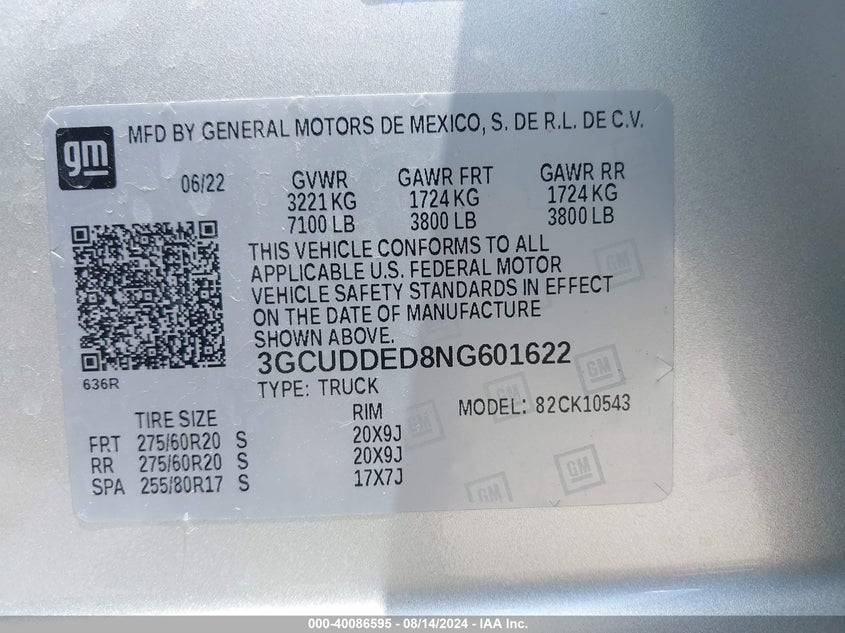 gm
MFD BY GENERAL MOTORS DE MEXICO, S. DE R.L. DE C.V.
06/22 GVWR GAWR FRT GAWR RR
3221 KG 1724 KG 1724 KG
7100 LB 3800 LB 3800 LB
THIS VEHICLE CONFORMS TO ALL
APPLICABLE U.S. FEDERAL MOTOR
VEHICLE SAFETY STANDARDS IN EFFECT
ON THE DATE OF MANUFACTURE
SHOWN ABOVE.
3GCUDDED8NG601622
636R
TYPE: TRUCK
MODEL: 82CK10543
TIRE SIZE RIM
FRT 275/60R20 S 20X9J
RR 275/60R20 S 20X9J
SPA 255/80R17 S 17X7J
GM
GM
GM
GM
000-40086595 - 08/14/2024 - IAA Inc.